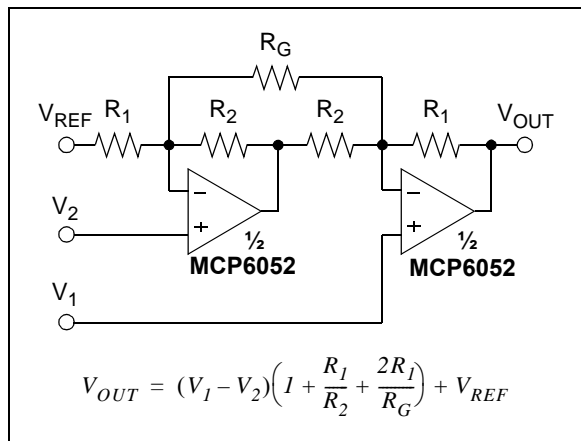 R_G
V_REF R_1 R_2 R_2 R_1 V_OUT
V_2
½ ½
MCP6052 MCP6052
V_1
V_OUT = (V_1 – V_2)(1 + R_1/R_2 + 2R_1/R_G) + V_REF